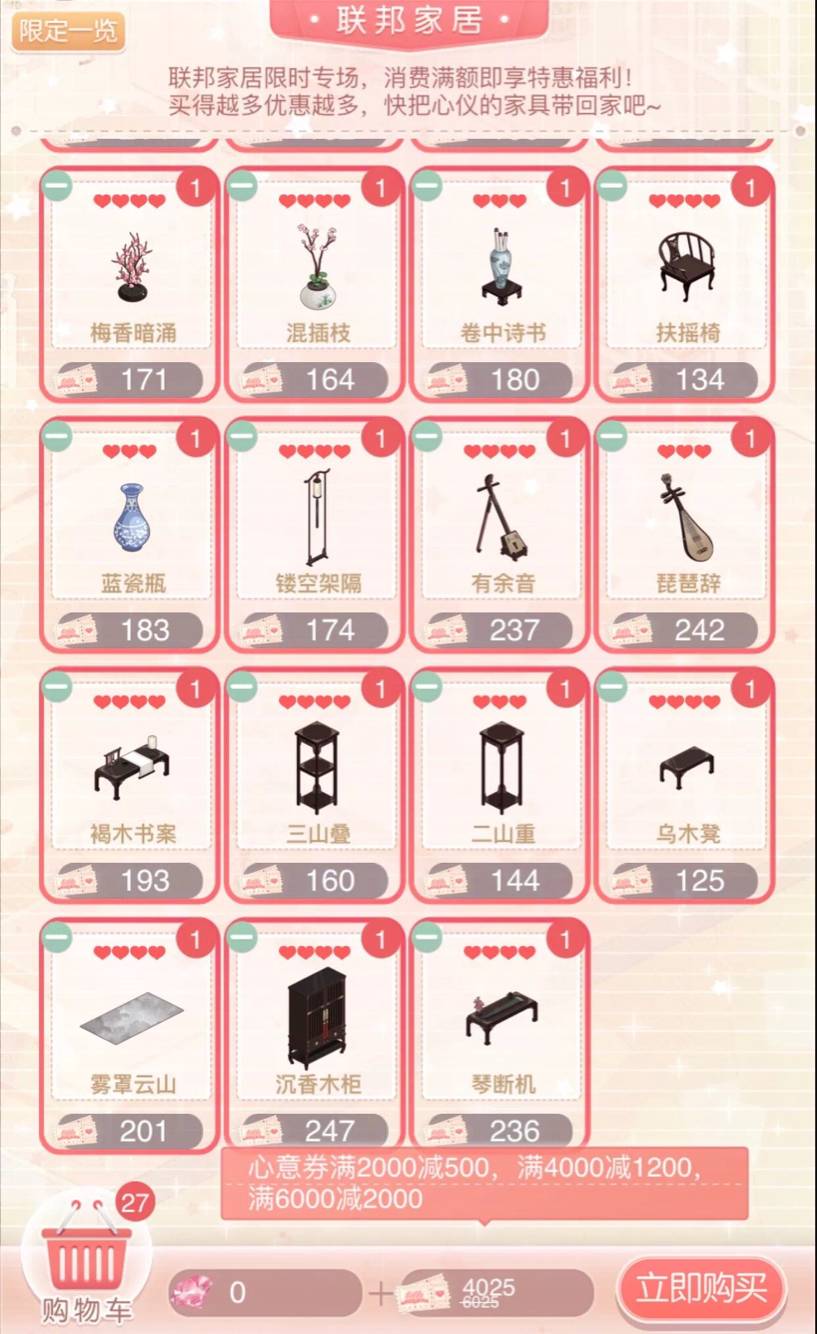 联邦家居
限定一览
联邦家居限时专场，消费满额即享特惠福利！
买得越多优惠越多，快把心仪的家具带回家吧~
1 1 1 1
梅香暗涌 混插枝 卷中诗书 扶摇椅
171 164 180 134
1 1 1 1
蓝瓷瓶 镂空架隔 有余音 琵琶辞
183 174 237 242
1 1 1 1
褐木书案 三山叠 二山重 乌木凳
193 160 144 125
1 1 1
雾罩云山 沉香木柜 琴断机
201 247 236
心意券满2000减500，满4000减1200，
满6000减2000
27
购物车
0 + 4025
6025
立即购买